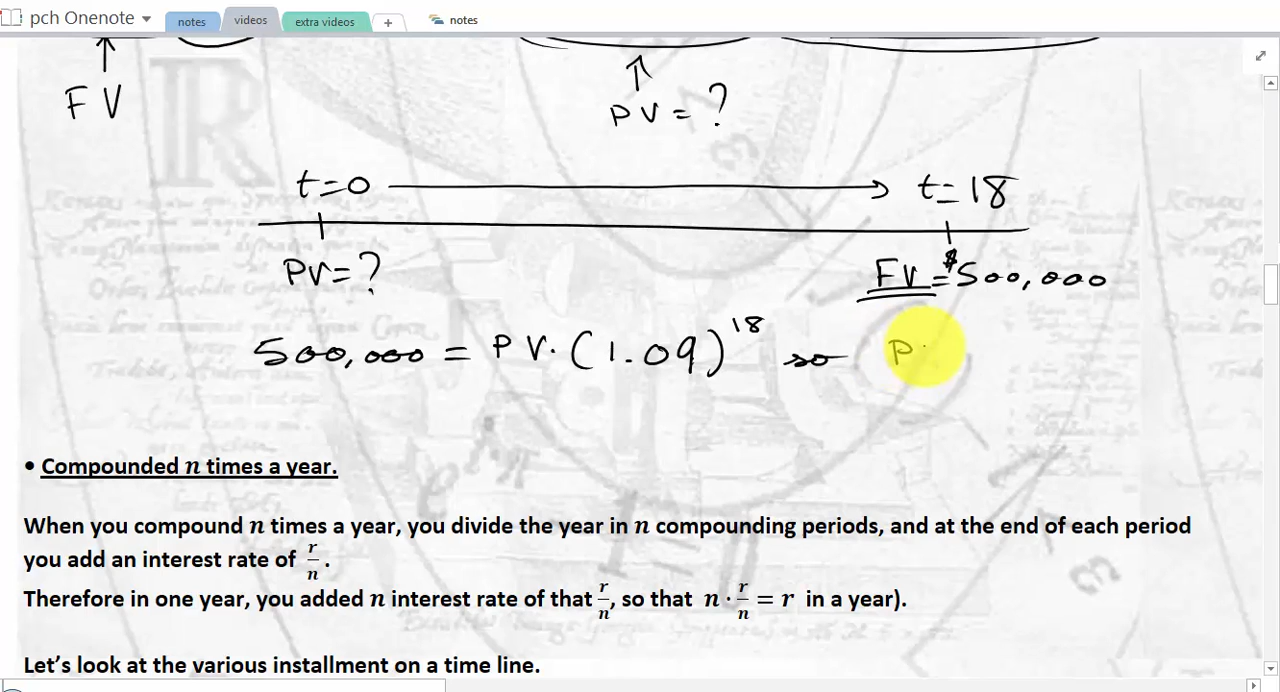 pch Onenote notes videos extra videos + notes
FV
PV = ?
t=0 t=18
PV=? FV=$500,000
500,000 = PV·(1.09)^18 so P
• Compounded n times a year.
When you compound n times a year, you divide the year in n compounding periods, and at the end of each period
you add an interest rate of r/n .
Therefore in one year, you added n interest rate of that r/n, so that n · r/n = r in a year).
Let's look at the various installment on a time line.